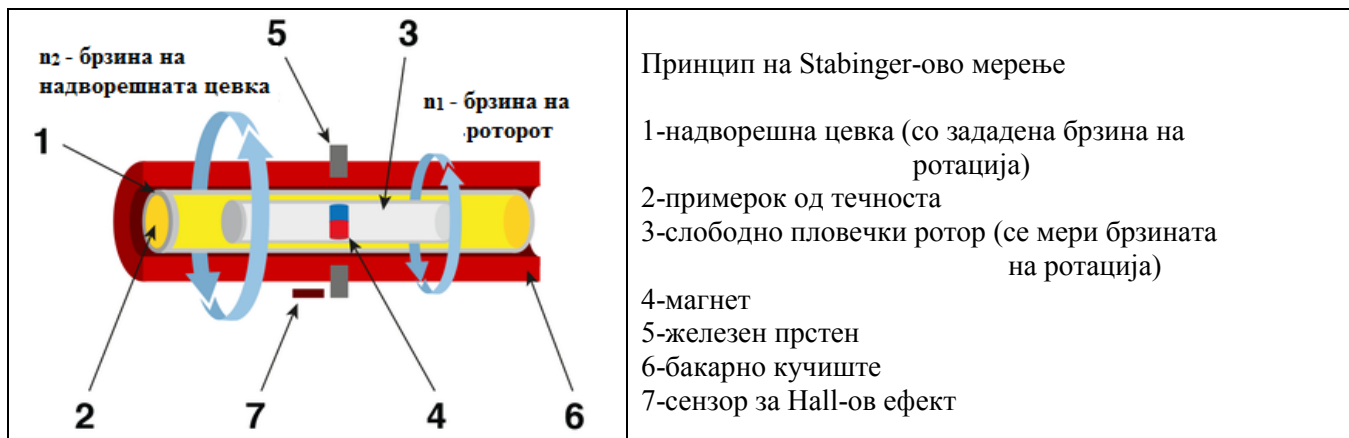 5
3
n2 - брзина на
надворешната цевка
n1 - брзина на
.роторот
1
2
7
4
6
Принцип на Stabinger-ово мерење
1-надворешна цевка (со зададена брзина на
ротација)
2-примерок од течноста
3-слободно пловечки ротор (се мери брзината
на ротација)
4-магнет
5-железен прстен
6-бакарно кучиште
7-сензор за Hall-ов ефект